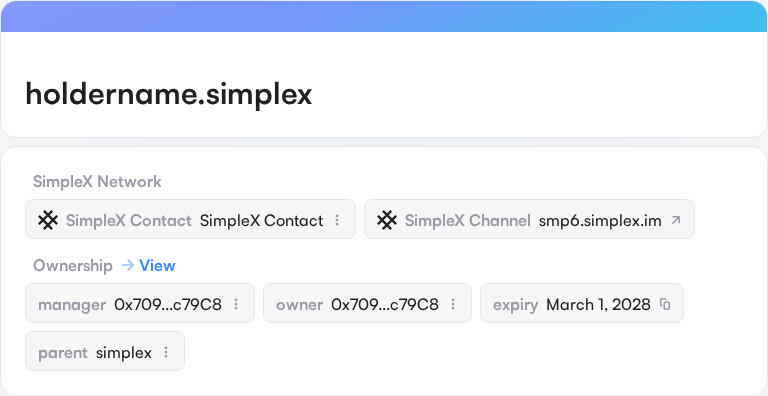 holdername.simplex
SimpleX Network
SimpleX Contact SimpleX Contact SimpleX Channel smp6.simplex.im
Ownership → View
manager 0x709...c79C8 owner 0x709...c79C8 expiry March 1, 2028
parent simplex